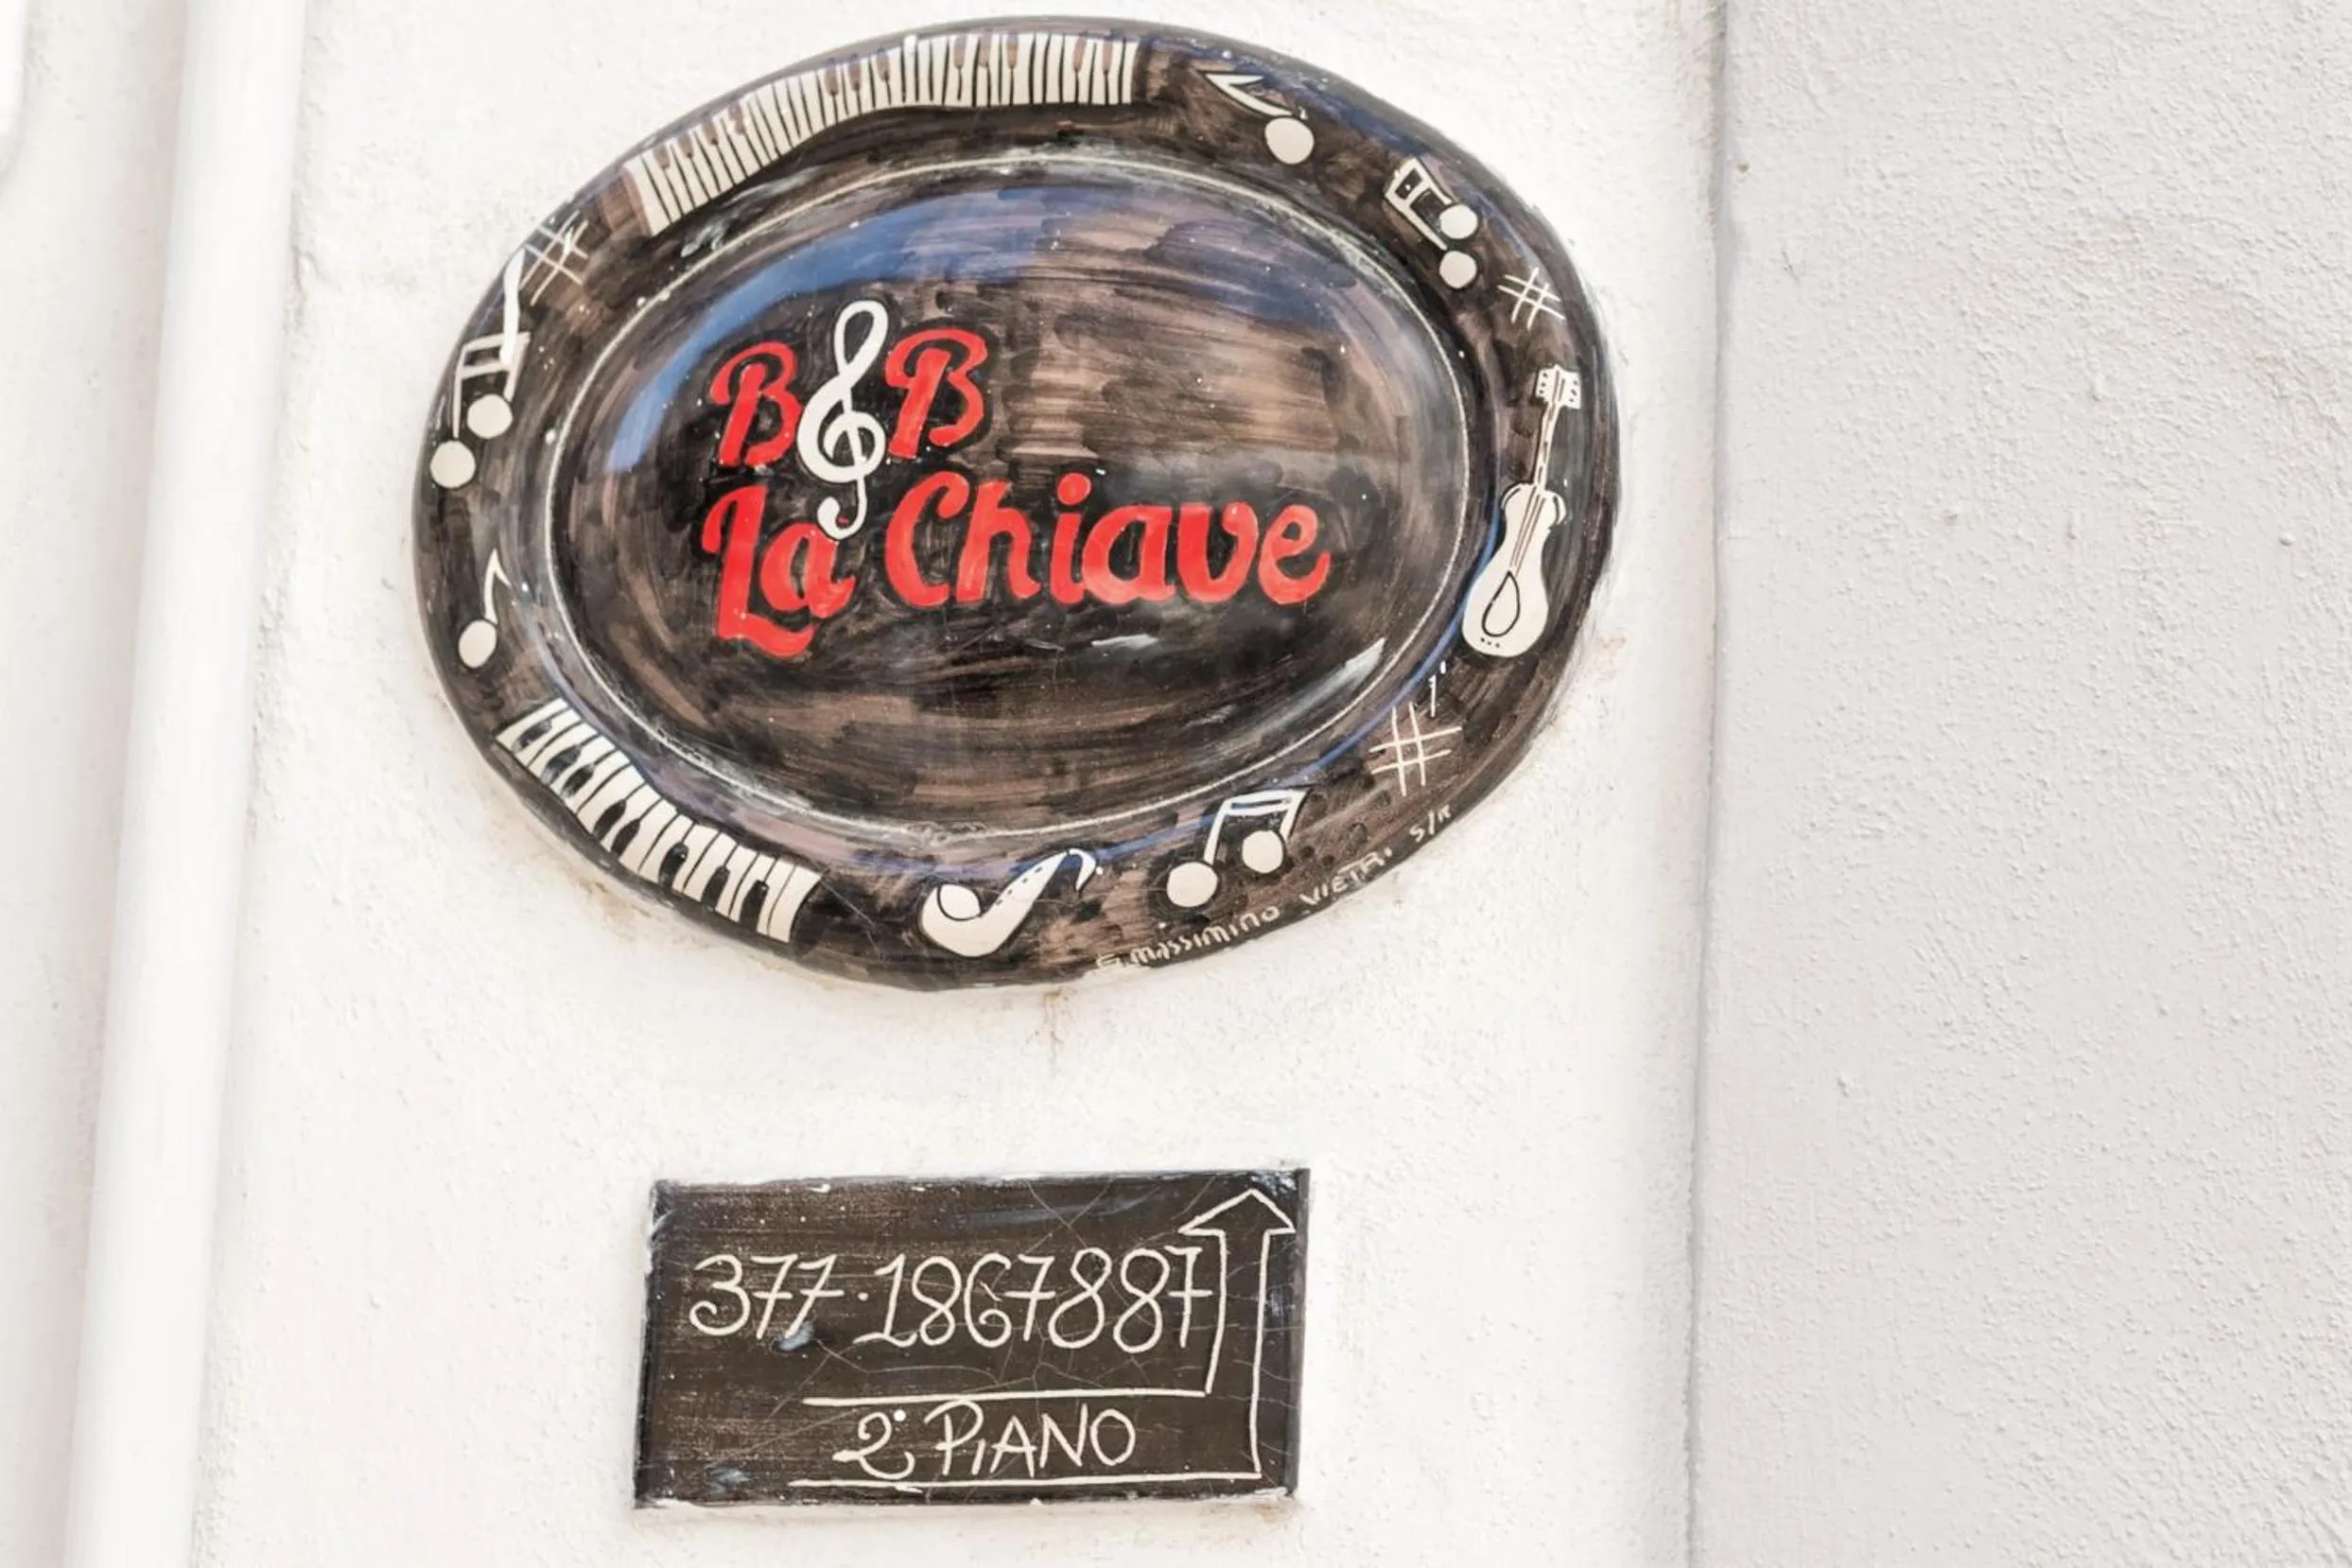 B&B
La Chiave
G. Massimino VIETRI S/M
377·1867887
2° PIANO